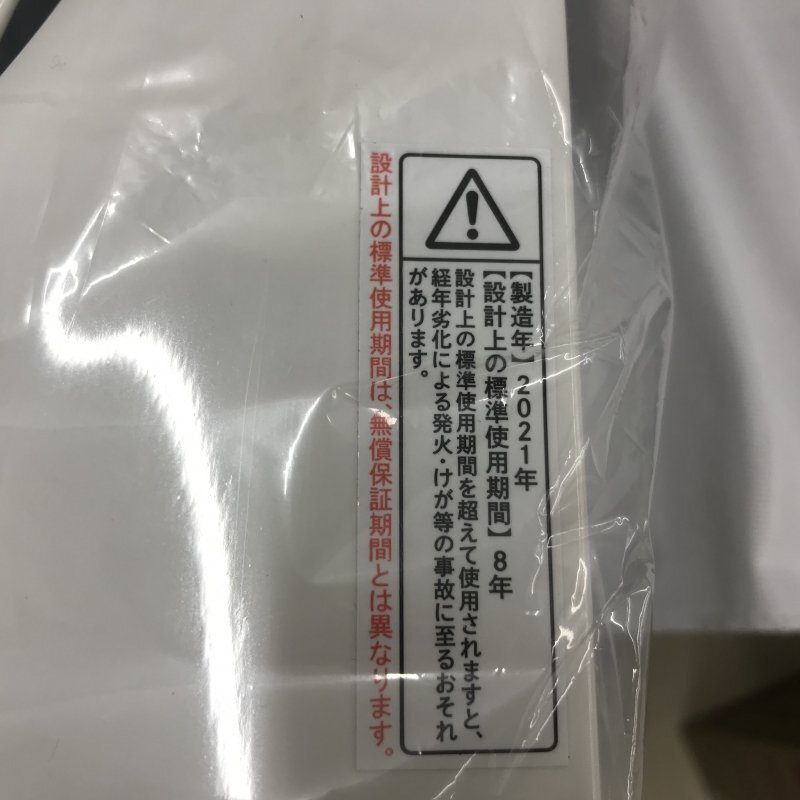 【製造年】2021年
【設計上の標準使用期間】8年
設計上の標準使用期間を超えて使用されますと、
経年劣化による発火・けが等の事故に至るおそれ
があります。
設計上の標準使用期間は、無償保証期間とは異なります。